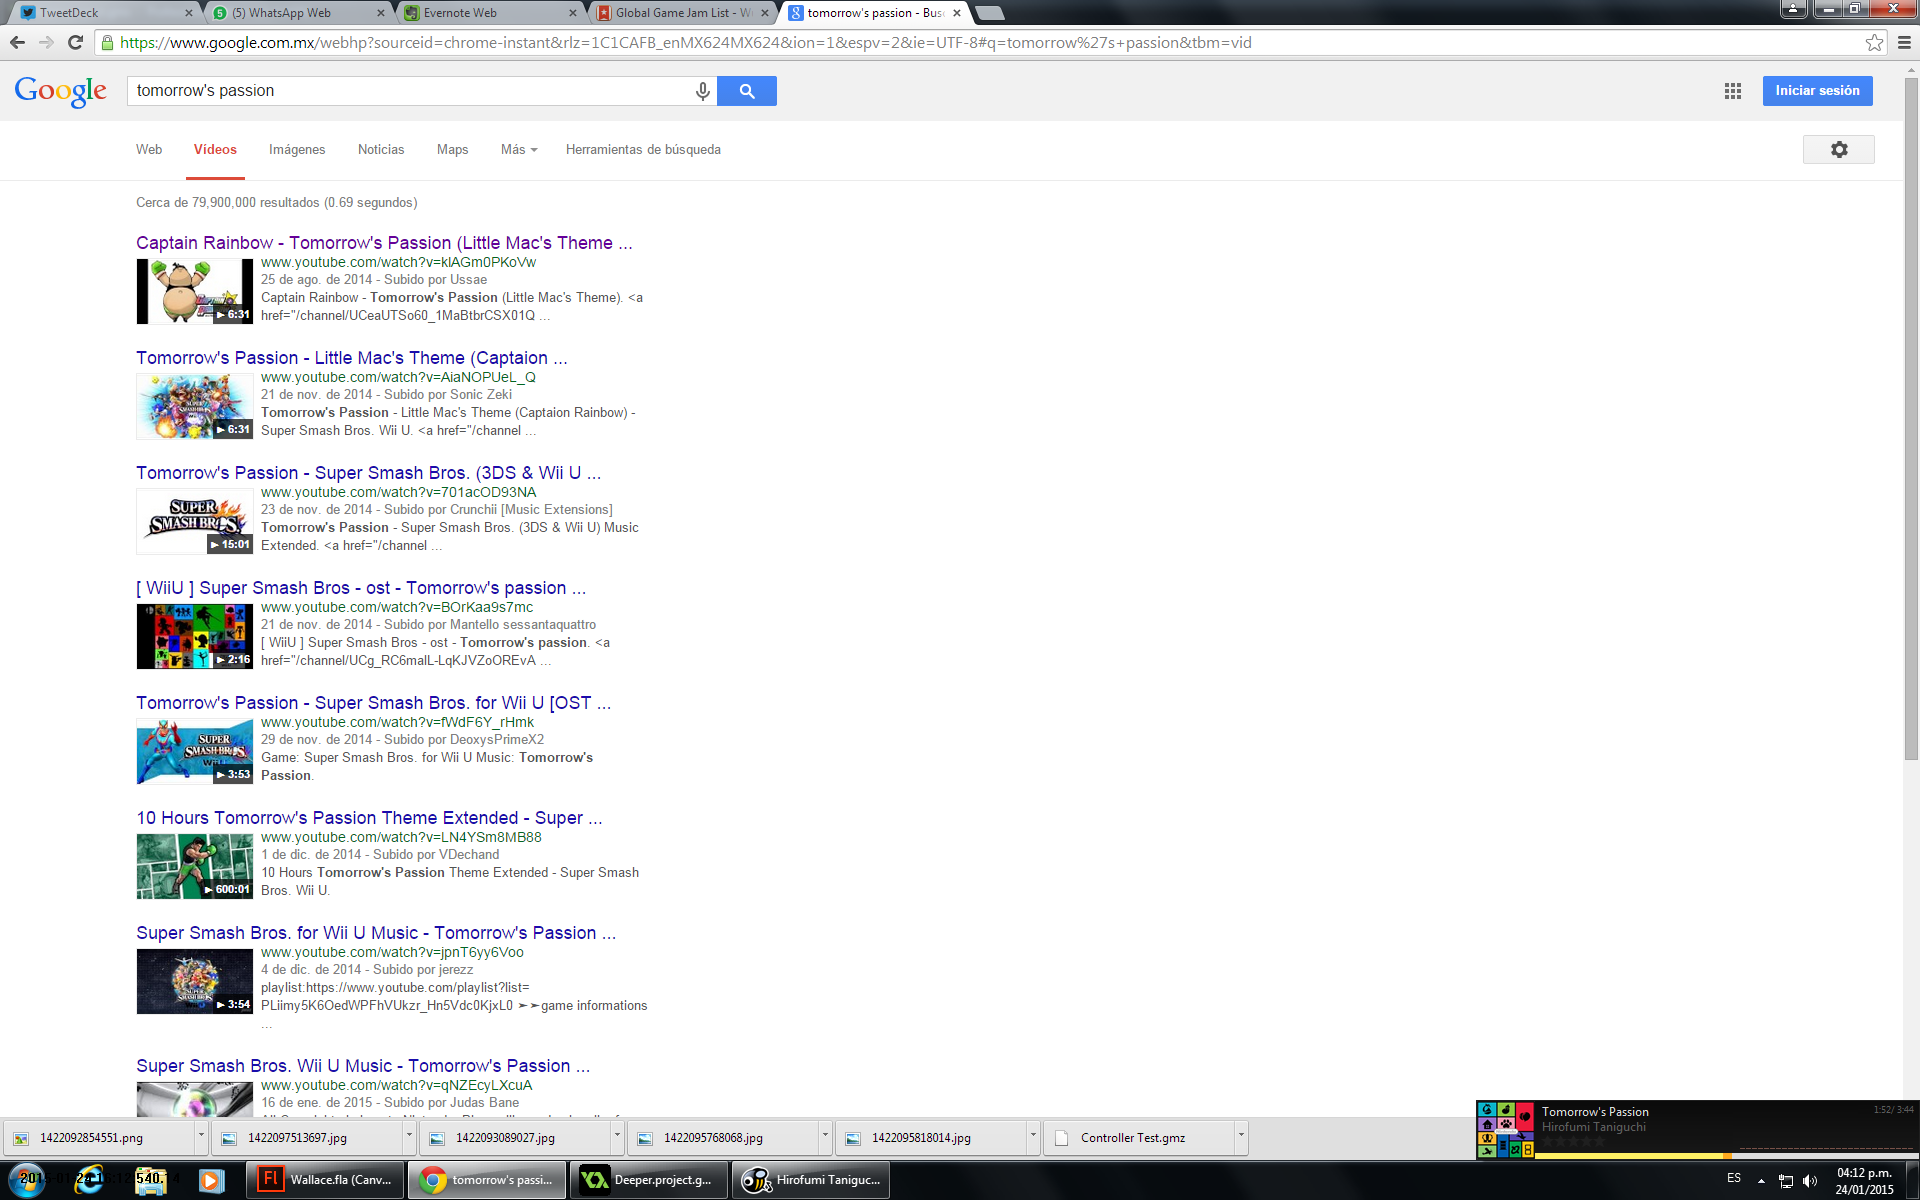 TweetDeck
(5) WhatsApp Web
Evernote Web
Global Game Jam List - W
tomorrow's passion - Bus
https://www.google.com.mx/webhp?sourceid=chrome-instant&rlz=1C1CAFB_enMX624MX624&ion=1&espv=2&ie=UTF-8#q=tomorrow%27s+passion&tbm=vid
Google
tomorrow's passion
Iniciar sesión
Web
Vídeos
Imágenes
Noticias
Maps
Más
Herramientas de búsqueda
Cerca de 79,900,000 resultados (0.69 segundos)
Captain Rainbow - Tomorrow's Passion (Little Mac's Theme ...
www.youtube.com/watch?v=klAGm0PKoVw
25 de ago. de 2014 - Subido por Ussae
Captain Rainbow - Tomorrow's Passion (Little Mac's Theme). <a
href="/channel/UCeaUTSo60_1MaBtbrCSX01Q ...
6:31
Tomorrow's Passion - Little Mac's Theme (Captaion ...
www.youtube.com/watch?v=AiaNOPUeL_Q
21 de nov. de 2014 - Subido por Sonic Zeki
Tomorrow's Passion - Little Mac's Theme (Captaion Rainbow) -
Super Smash Bros. Wii U. <a href="/channel ...
6:31
Tomorrow's Passion - Super Smash Bros. (3DS & Wii U ...
www.youtube.com/watch?v=701acOD93NA
23 de nov. de 2014 - Subido por Crunchii [Music Extensions]
Tomorrow's Passion - Super Smash Bros. (3DS & Wii U) Music
Extended. <a href="/channel ...
SUPER
SMASH BROS.
15:01
[ WiiU ] Super Smash Bros - ost - Tomorrow's passion ...
www.youtube.com/watch?v=BOrKaa9s7mc
21 de nov. de 2014 - Subido por Mantello sessantaquattro
[ WiiU ] Super Smash Bros - ost - Tomorrow's passion. <a
href="/channel/UCg_RC6malL-LqKJVZoOREvA ...
2:16
Tomorrow's Passion - Super Smash Bros. for Wii U [OST ...
www.youtube.com/watch?v=fWdF6Y_rHmk
29 de nov. de 2014 - Subido por DeoxysPrimeX2
Game: Super Smash Bros. for Wii U Music: Tomorrow's
Passion.
SUPER
SMASH BROS.
3:53
10 Hours Tomorrow's Passion Theme Extended - Super ...
www.youtube.com/watch?v=LN4YSm8MB88
1 de dic. de 2014 - Subido por VDechand
10 Hours Tomorrow's Passion Theme Extended - Super Smash
Bros. Wii U.
600:01
Super Smash Bros. for Wii U Music - Tomorrow's Passion ...
www.youtube.com/watch?v=jpnT6yy6Voo
4 de dic. de 2014 - Subido por jerezz
playlist:https://www.youtube.com/playlist?list=
PLiimy5K6OedWPFhVUkzr_Hn5Vdc0KjxL0 ➣➣game informations
...
3:54
Super Smash Bros. Wii U Music - Tomorrow's Passion ...
www.youtube.com/watch?v=qNZEcyLXcuA
16 de ene. de 2015 - Subido por Judas Bane
1422092854551.png
1422097513697.jpg
1422093089027.jpg
1422095768068.jpg
1422095818014.jpg
Controller Test.gmz
Tomorrow's Passion
Hirofumi Taniguchi
1:52/ 3:44
Wallace.fla (Canv...
tomorrow's passi...
Deeper.project.g...
Hirofumi Taniguc...
ES
04:12 p.m.
24/01/2015